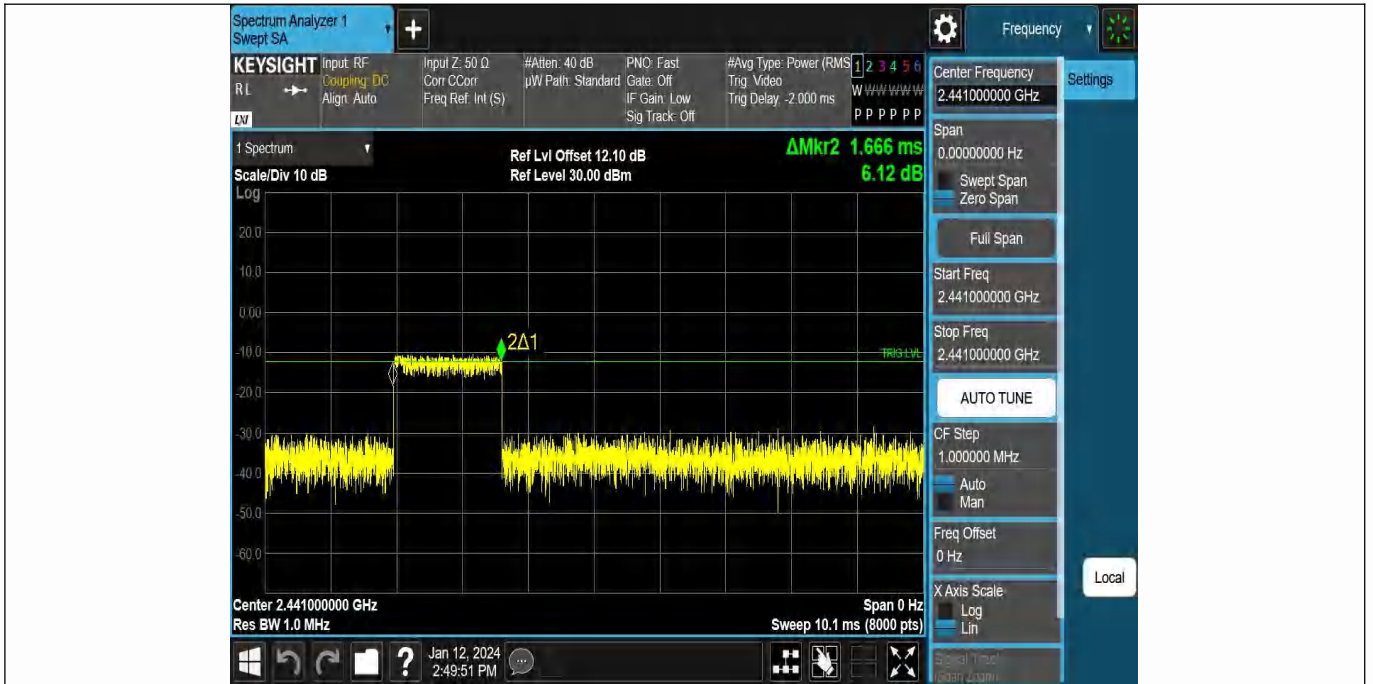 Spectrum Analyzer 1
Swept SA
+
Frequency
KEYSIGHT
RL
LXI
Input: RF
Coupling: DC
Align: Auto
Input Z: 50 Ω
Corr CCorr
Freq Ref: Int (S)
#Atten: 40 dB
µW Path: Standard
PNO: Fast
Gate: Off
IF Gain: Low
Sig Track: Off
#Avg Type: Power (RMS
Trig: Video
Trig Delay: -2.000 ms
1 2 3 4 5 6
W W W W W W
P P P P P P
Center Frequency
2.441000000 GHz
Settings
Span
0.00000000 Hz
Swept Span
Zero Span
Full Span
Start Freq
2.441000000 GHz
Stop Freq
2.441000000 GHz
AUTO TUNE
CF Step
1.000000 MHz
Auto
Man
Freq Offset
0 Hz
X Axis Scale
Log
Lin
Signal Track
(Span Zoom)
Local
1 Spectrum
Scale/Div 10 dB
Ref Lvl Offset 12.10 dB
Ref Level 30.00 dBm
ΔMkr2 1.666 ms
6.12 dB
Log
20.0
10.0
0.00
-10.0
-20.0
-30.0
-40.0
-50.0
-60.0
2Δ1
TRIG LVL
Center 2.441000000 GHz
Res BW 1.0 MHz
Span 0 Hz
Sweep 10.1 ms (8000 pts)
?
Jan 12, 2024
2:49:51 PM